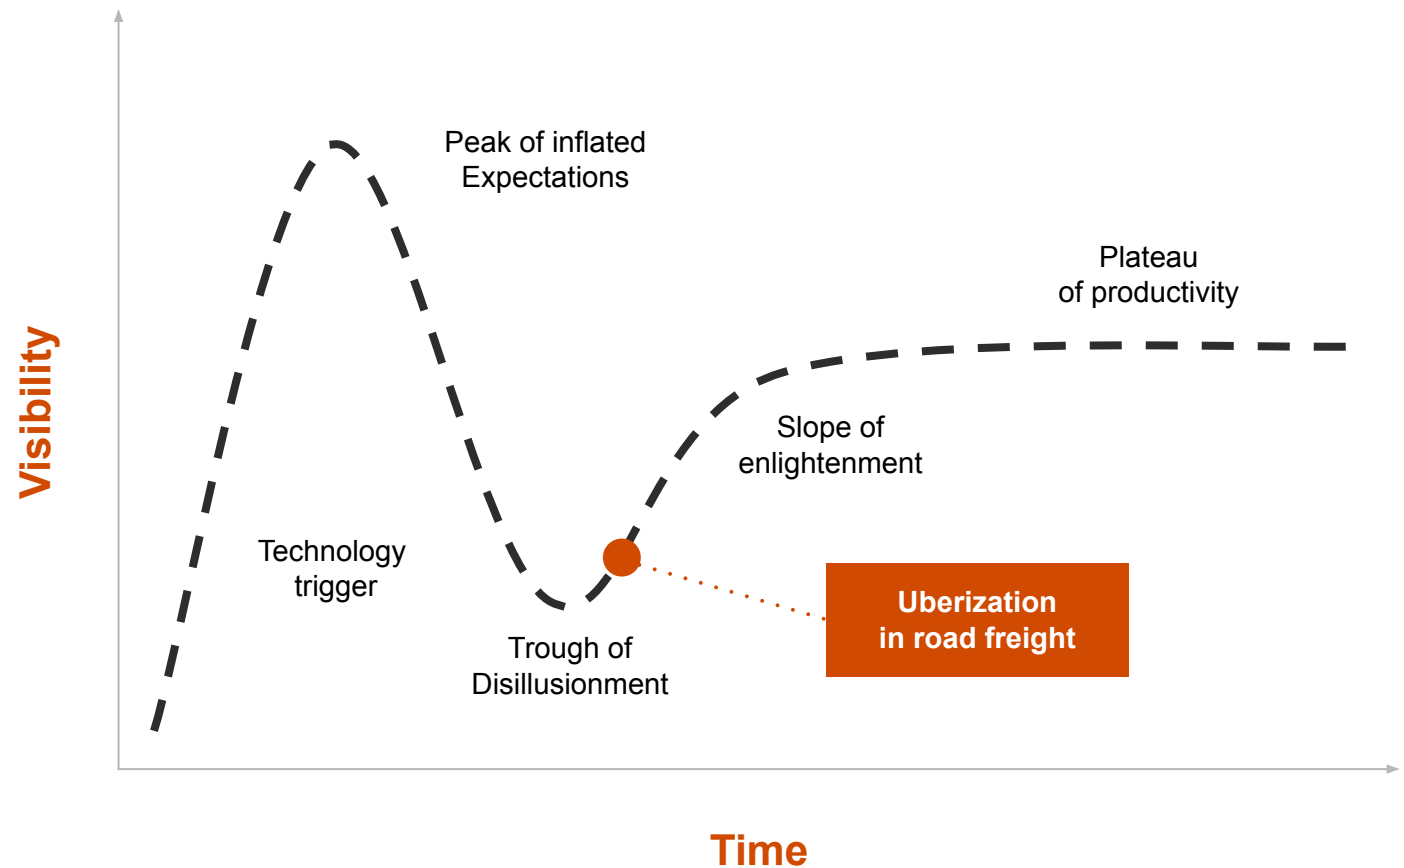 Peak of inflated
Expectations
Plateau
of productivity
Visibility
Slope of
enlightenment
Technology
trigger
Uberization
in road freight
Trough of
Disillusionment
Time